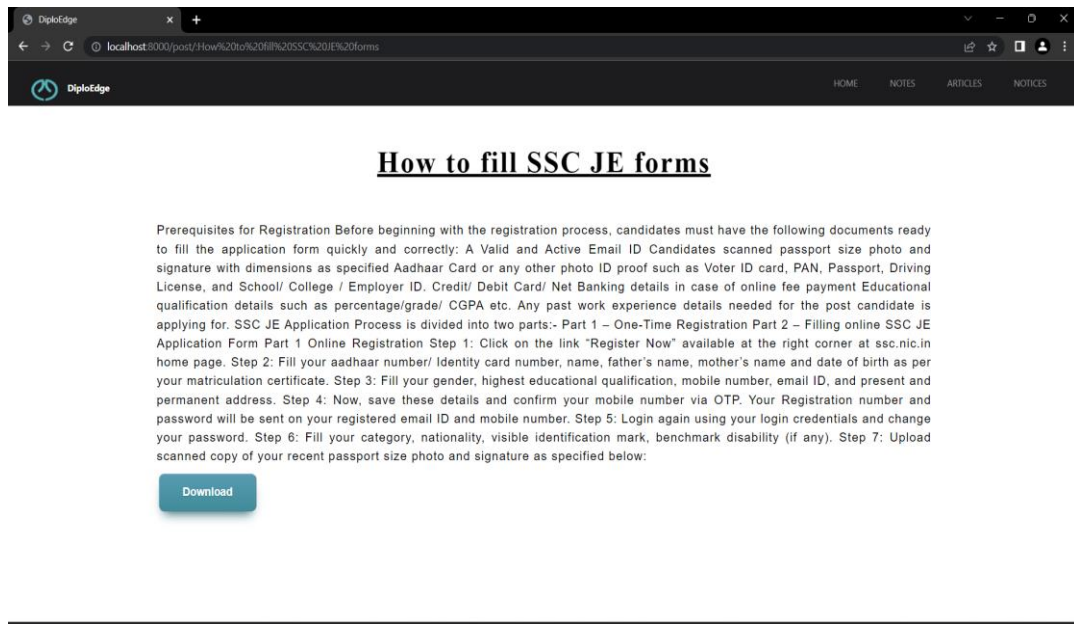 DiploEdge
localhost:8000/post/:How%20to%20fill%20SSC%20JE%20forms
DiploEdge
HOME NOTES ARTICLES NOTICES
How to fill SSC JE forms
Prerequisites for Registration Before beginning with the registration process, candidates must have the following documents ready
to fill the application form quickly and correctly: A Valid and Active Email ID Candidates scanned passport size photo and
signature with dimensions as specified Aadhaar Card or any other photo ID proof such as Voter ID card, PAN, Passport, Driving
License, and School/ College / Employer ID. Credit/ Debit Card/ Net Banking details in case of online fee payment Educational
qualification details such as percentage/grade/ CGPA etc. Any past work experience details needed for the post candidate is
applying for. SSC JE Application Process is divided into two parts:- Part 1 – One-Time Registration Part 2 – Filling online SSC JE
Application Form Part 1 Online Registration Step 1: Click on the link “Register Now” available at the right corner at ssc.nic.in
home page. Step 2: Fill your aadhaar number/ Identity card number, name, father’s name, mother’s name and date of birth as per
your matriculation certificate. Step 3: Fill your gender, highest educational qualification, mobile number, email ID, and present and
permanent address. Step 4: Now, save these details and confirm your mobile number via OTP. Your Registration number and
password will be sent on your registered email ID and mobile number. Step 5: Login again using your login credentials and change
your password. Step 6: Fill your category, nationality, visible identification mark, benchmark disability (if any). Step 7: Upload
scanned copy of your recent passport size photo and signature as specified below:
Download